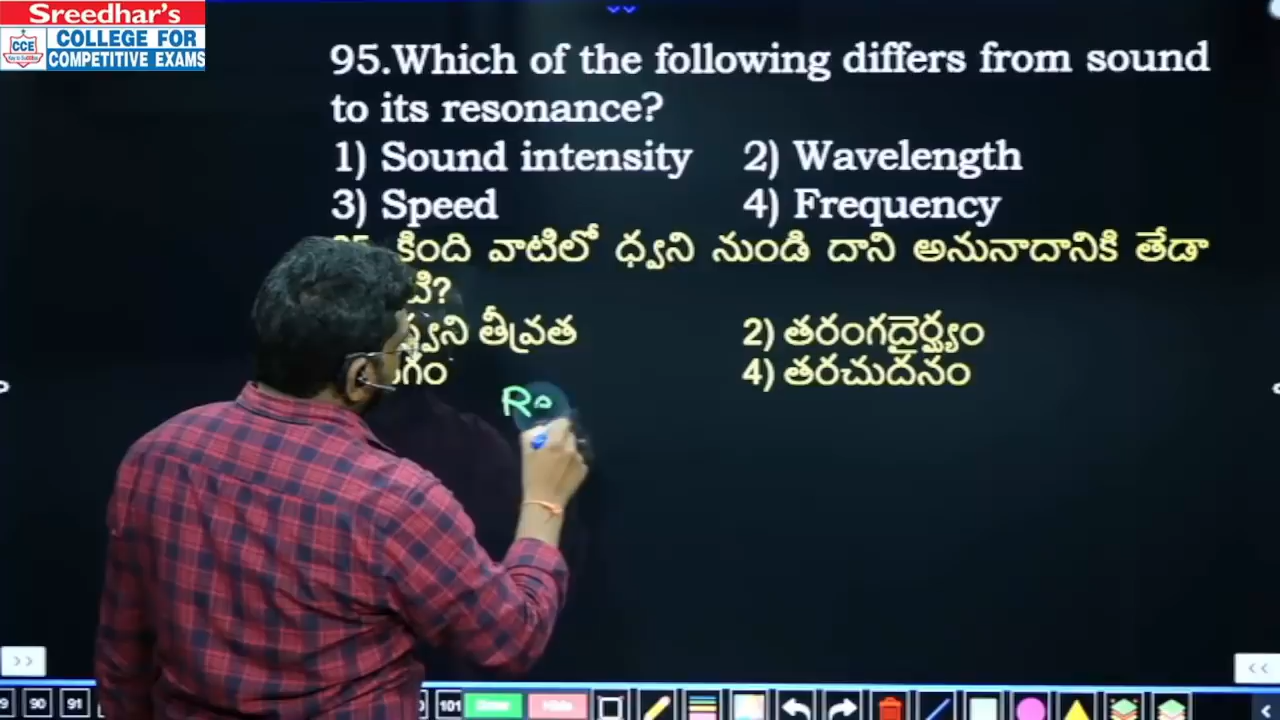 Sreedhar's
CCE
COLLEGE FOR
COMPETITIVE EXAMS
95.Which of the following differs from sound
to its resonance?
1) Sound intensity 2) Wavelength
3) Speed 4) Frequency
కింది వాటిలో ధ్వని నుండి దాని అనునాదానికి తేడా
తీవ్రత 2) తరంగదైర్ఘ్యం
4) తరచుదనం
Re
90 91 101